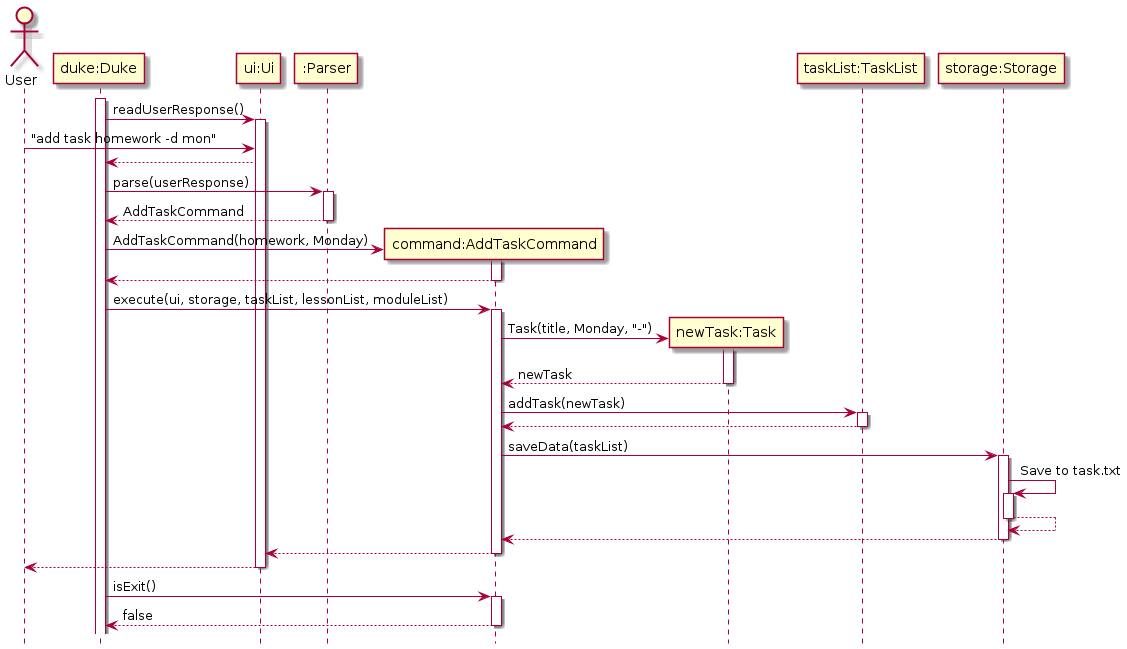 User
duke:Duke
ui:Ui
:Parser
taskList:TaskList
storage:Storage
readUserResponse()
"add task homework -d mon"
parse(userResponse)
AddTaskCommand
AddTaskCommand(homework, Monday)
command:AddTaskCommand
execute(ui, storage, taskList, lessonList, moduleList)
Task(title, Monday, "-")
newTask:Task
newTask
addTask(newTask)
saveData(taskList)
Save to task.txt
isExit()
false